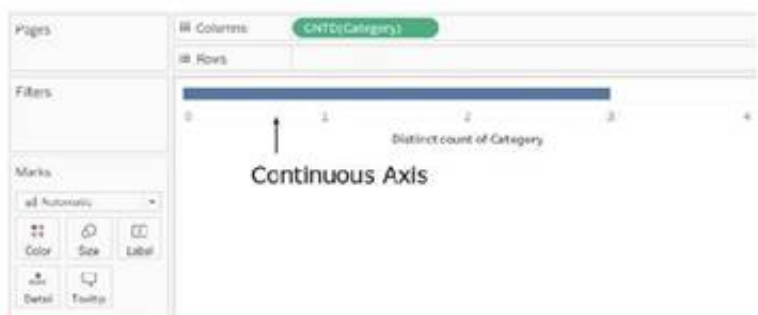 Pages
Columns CNTD(Category)
Rows
Filters
0 1 2 3 4
Distinct count of Category
Continuous Axis
Marks
Automatic
Color Size Label
Detail Tooltip